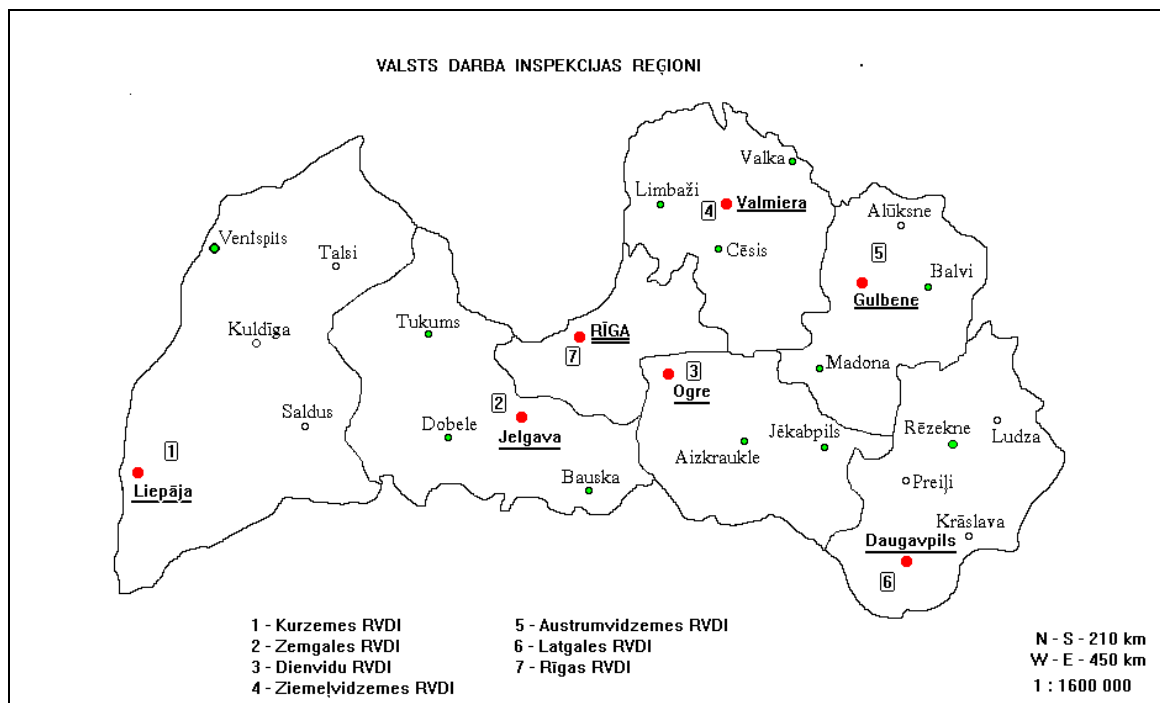 VALSTS DARBA INSPEKCIJAS REĢIONI
Valka
Limbaži
4
Valmiera
Alūksne
Ventspils
Talsi
Cēsis
5
Balvi
Gulbene
Tukums
RĪGA
Kuldīga
7
Madona
3
Ogre
2
Saldus
Dobele
Jelgava
Jēkabpils
Rēzekne
Ludza
1
Aizkraukle
Liepāja
Bauska
Preiļi
Krāslava
Daugavpils
6
1 - Kurzemes RVDI
2 - Zemgales RVDI
3 - Dienvidu RVDI
4 - Ziemeļvidzemes RVDI
5 - Austrumvidzemes RVDI
6 - Latgales RVDI
7 - Rīgas RVDI
N - S - 210 km
W - E - 450 km
1 : 1600 000